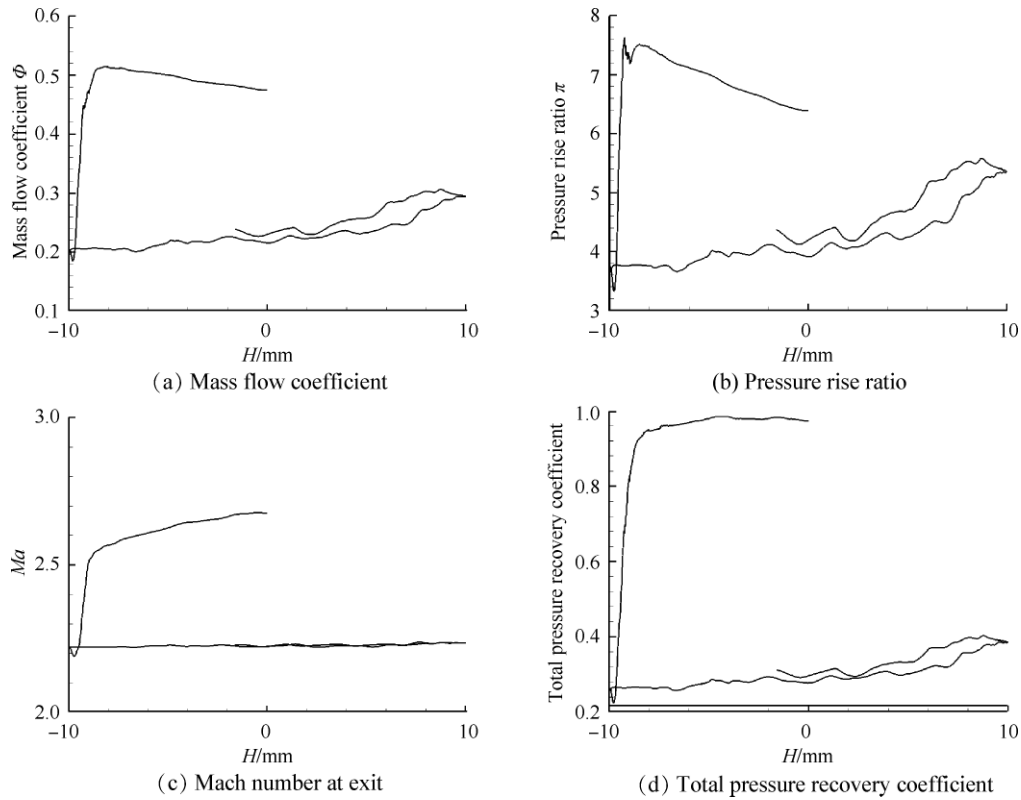 0.6
0.5
0.4
0.3
0.2
0.1
Mass flow coefficient Φ
−10
0
10
H/mm
(a) Mass flow coefficient
8
7
6
5
4
3
Pressure rise ratio π
−10
0
10
H/mm
(b) Pressure rise ratio
3.0
2.5
2.0
Ma
−10
0
10
H/mm
(c) Mach number at exit
1.0
0.8
0.6
0.4
0.2
Total pressure recovery coefficient
−10
0
10
H/mm
(d) Total pressure recovery coefficient